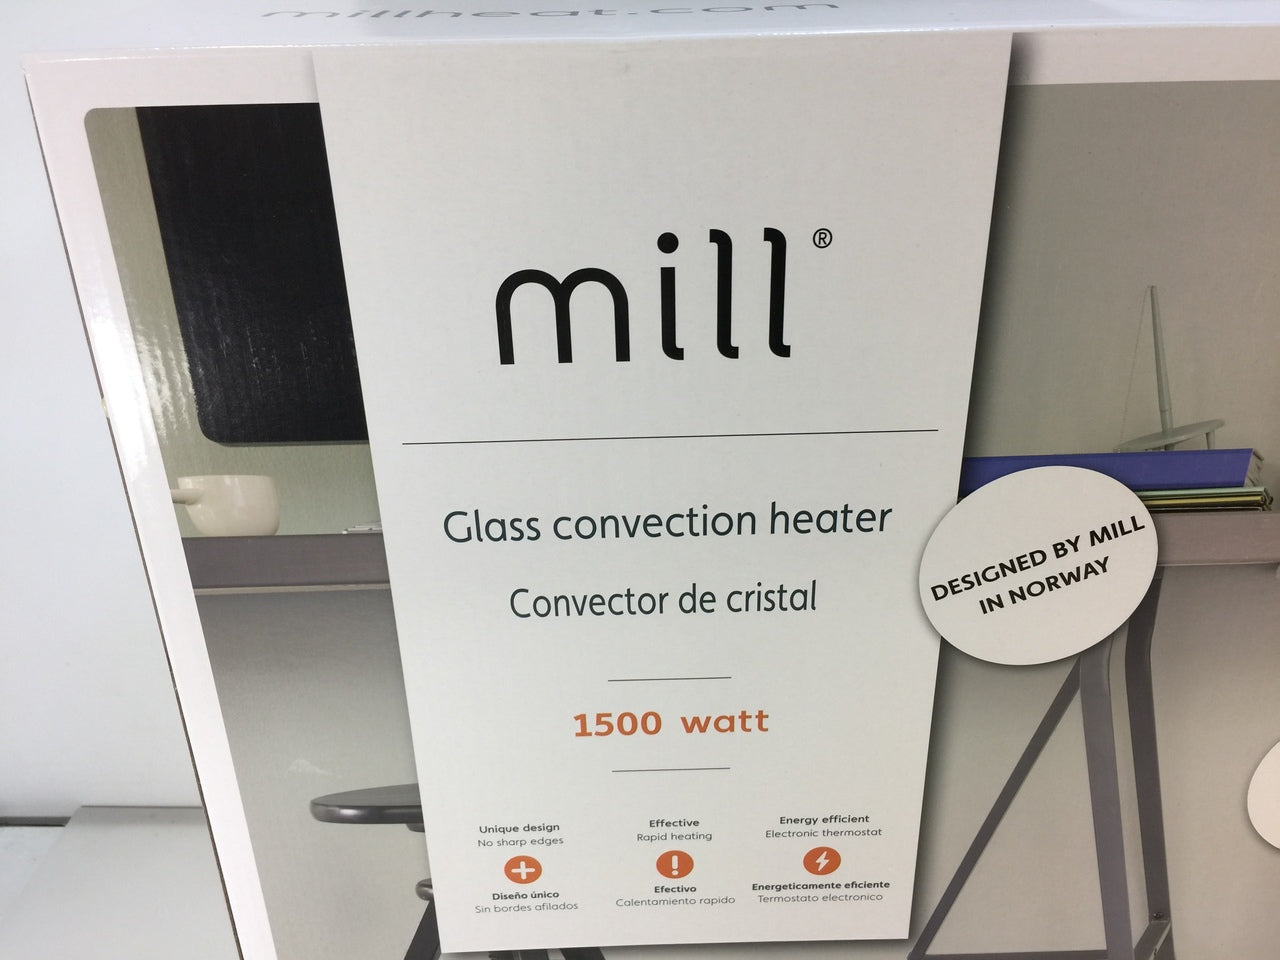 millheat.com
mill®
Glass convection heater
Convector de cristal
DESIGNED BY MILL
IN NORWAY
1500 watt
Unique design
No sharp edges
Diseño único
Sin bordes afilados
Effective
Rapid heating
Efectivo
Calentamiento rapido
Energy efficient
Electronic thermostat
Energeticamente eficiente
Termostato electronico